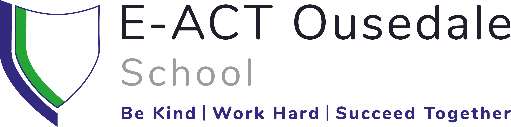 E-ACT Ousedale
School
Be Kind | Work Hard | Succeed Together